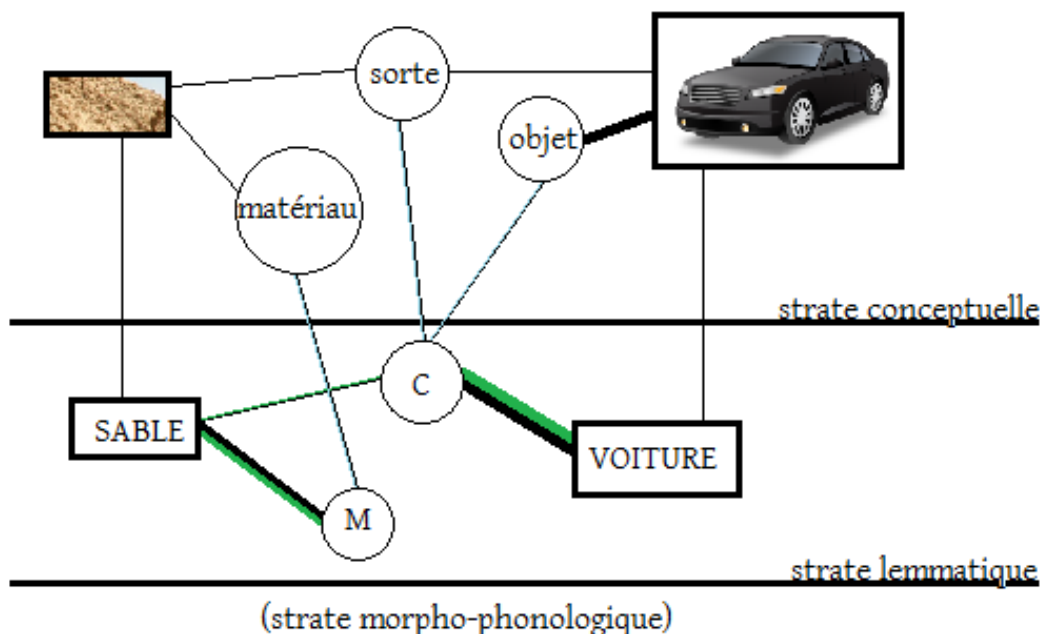 sorte
objet
matériau
strate conceptuelle
C
SABLE
VOITURE
M
strate lemmatique
(strate morpho-phonologique)